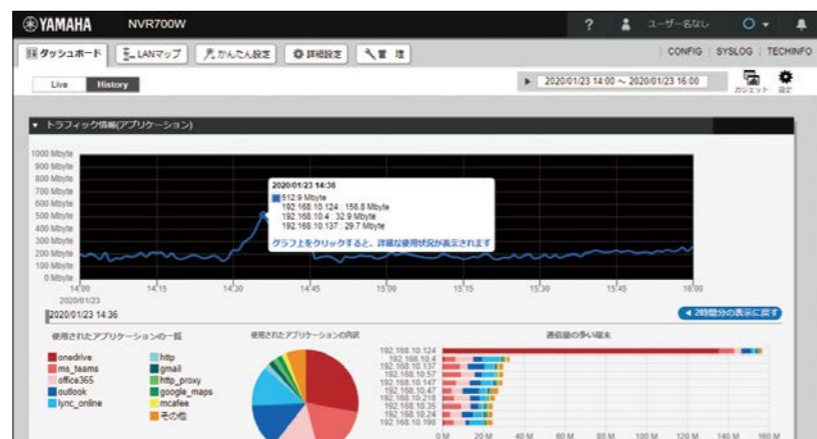 YAMAHA NVR700W ? ユーザー名なし
ダッシュボード LANマップ かんたん設定 詳細設定 管理 CONFIG SYSLOG TECHINFO
Live History 2020/01/23 14:00 ～ 2020/01/23 16:00 ガジェット 設定
トラフィック情報(アプリケーション)
1000 Mbyte
900 Mbyte
800 Mbyte
700 Mbyte
600 Mbyte
500 Mbyte
400 Mbyte
300 Mbyte
200 Mbyte
100 Mbyte
0 Mbyte
2020/01/23 14:36
512.9 Mbyte
192.168.10.124 : 156.8 Mbyte
192.168.10.4 : 32.9 Mbyte
192.168.10.137 : 29.7 Mbyte
グラフ上をクリックすると、詳細な使用状況が表示されます
14:00 14:15 14:30 14:45 15:00 15:15 15:30 15:45 16:00
2020/01/23
2020/01/23 14:36 2時間分の表示に戻す
使用されたアプリケーションの一覧 使用されたアプリケーションの内訳 通信量の多い端末
onedrive http
ms_teams gmail
office365 http_proxy
outlook google_maps
lync_online mcafee
その他
192.168.10.124
192.168.10.4
192.168.10.137
192.168.10.57
192.168.10.147
192.168.10.47
192.168.10.218
192.168.10.35
192.168.10.24
192.168.10.198
0 M 20 M 40 M 60 M 80 M 100 M 120 M 140 M 160 M